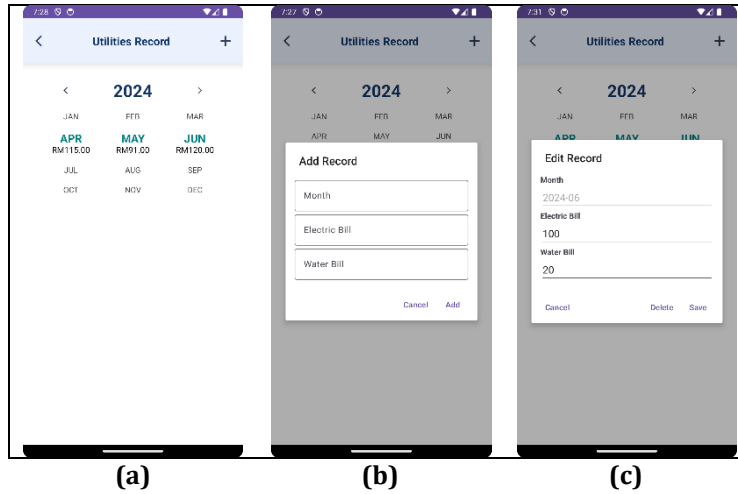 7:28
Utilities Record +
< 2024 >
JAN FEB MAR
APR MAY JUN
RM115.00 RM91.00 RM120.00
JUL AUG SEP
OCT NOV DEC
(a)
7:27
Utilities Record +
< 2024 >
JAN FEB MAR
APR MAY JUN
Add Record
Month
Electric Bill
Water Bill
Cancel Add
(b)
7:31
Utilities Record +
< 2024 >
JAN FEB MAR
APR MAY JUN
Edit Record
Month
2024-06
Electric Bill
100
Water Bill
20
Cancel Delete Save
(c)